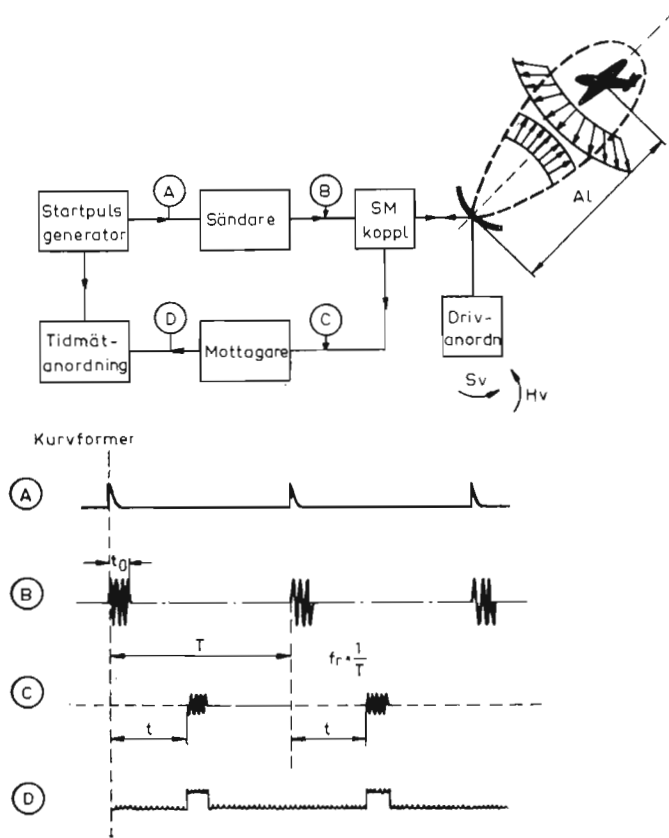 A
B
Startpuls
generator
Sändare
SM
koppl
Al
D
C
Tidmät-
anordning
Mottagare
Driv-
anordn
Sv
Hv
Kurvformer
A
t0
B
T
fr = 1/T
C
t
t
D